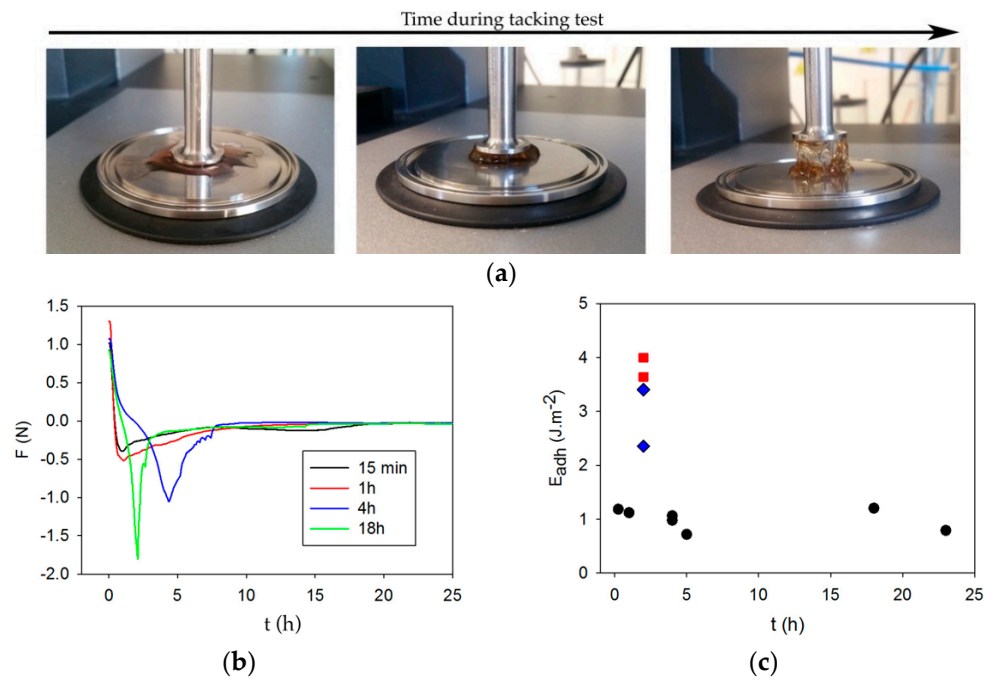 Time during tacking test
(a)
1.5
1.0
0.5
0.0
-0.5
-1.0
-1.5
-2.0
F (N)
15 min
1h
4h
18h
0 5 10 15 20 25
t (h)
(b)
5
4
3
2
1
0
Eadh (J.m-2)
0 5 10 15 20 25
t (h)
(c)